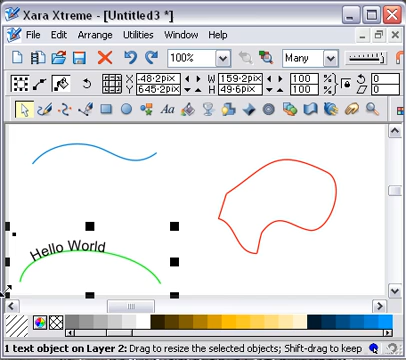 Xara Xtreme - [Untitled3 *]
File Edit Arrange Utilities Window Help
100% Many
X -48·2pix W 159·2pix 100 % 0
Y 645·2pix H 49·6pix 100 % 0
Aa
Hello World
1 text object on Layer 2: Drag to resize the selected objects; Shift-drag to keep